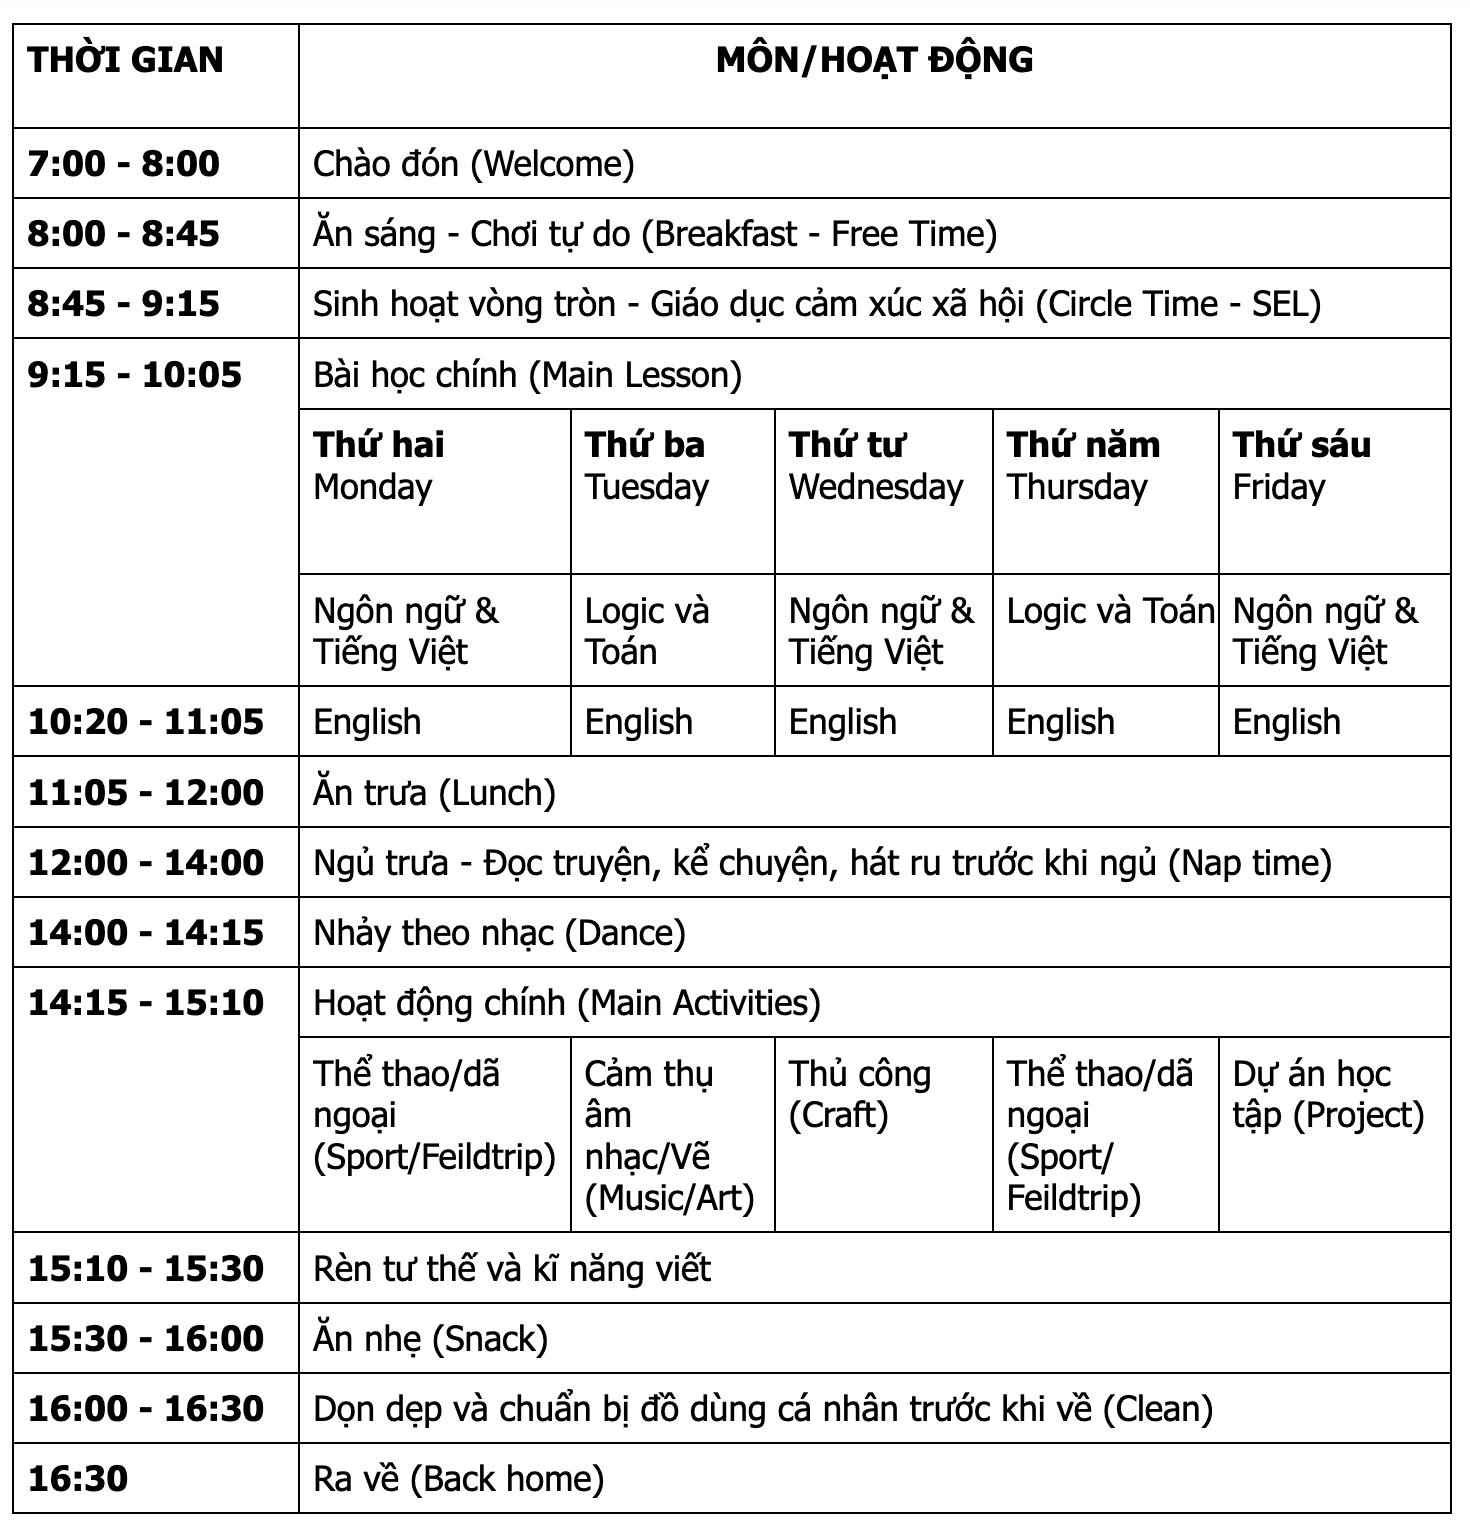 THỜI GIAN
MÔN/HOẠT ĐỘNG
7:00 - 8:00
Chào đón (Welcome)
8:00 - 8:45
Ăn sáng - Chơi tự do (Breakfast - Free Time)
8:45 - 9:15
Sinh hoạt vòng tròn - Giáo dục cảm xúc xã hội (Circle Time - SEL)
9:15 - 10:05
Bài học chính (Main Lesson)
Thứ hai
Monday
Thứ ba
Tuesday
Thứ tư
Wednesday
Thứ năm
Thursday
Thứ sáu
Friday
Ngôn ngữ &
Tiếng Việt
Logic và
Toán
Ngôn ngữ &
Tiếng Việt
Logic và Toán
Ngôn ngữ &
Tiếng Việt
10:20 - 11:05
English
English
English
English
English
11:05 - 12:00
Ăn trưa (Lunch)
12:00 - 14:00
Ngủ trưa - Đọc truyện, kể chuyện, hát ru trước khi ngủ (Nap time)
14:00 - 14:15
Nhảy theo nhạc (Dance)
14:15 - 15:10
Hoạt động chính (Main Activities)
Thể thao/dã
ngoại
(Sport/Feildtrip)
Cảm thụ
âm
nhạc/Vẽ
(Music/Art)
Thủ công
(Craft)
Thể thao/dã
ngoại
(Sport/
Feildtrip)
Dự án học
tập (Project)
15:10 - 15:30
Rèn tư thế và kĩ năng viết
15:30 - 16:00
Ăn nhẹ (Snack)
16:00 - 16:30
Dọn dẹp và chuẩn bị đồ dùng cá nhân trước khi về (Clean)
16:30
Ra về (Back home)